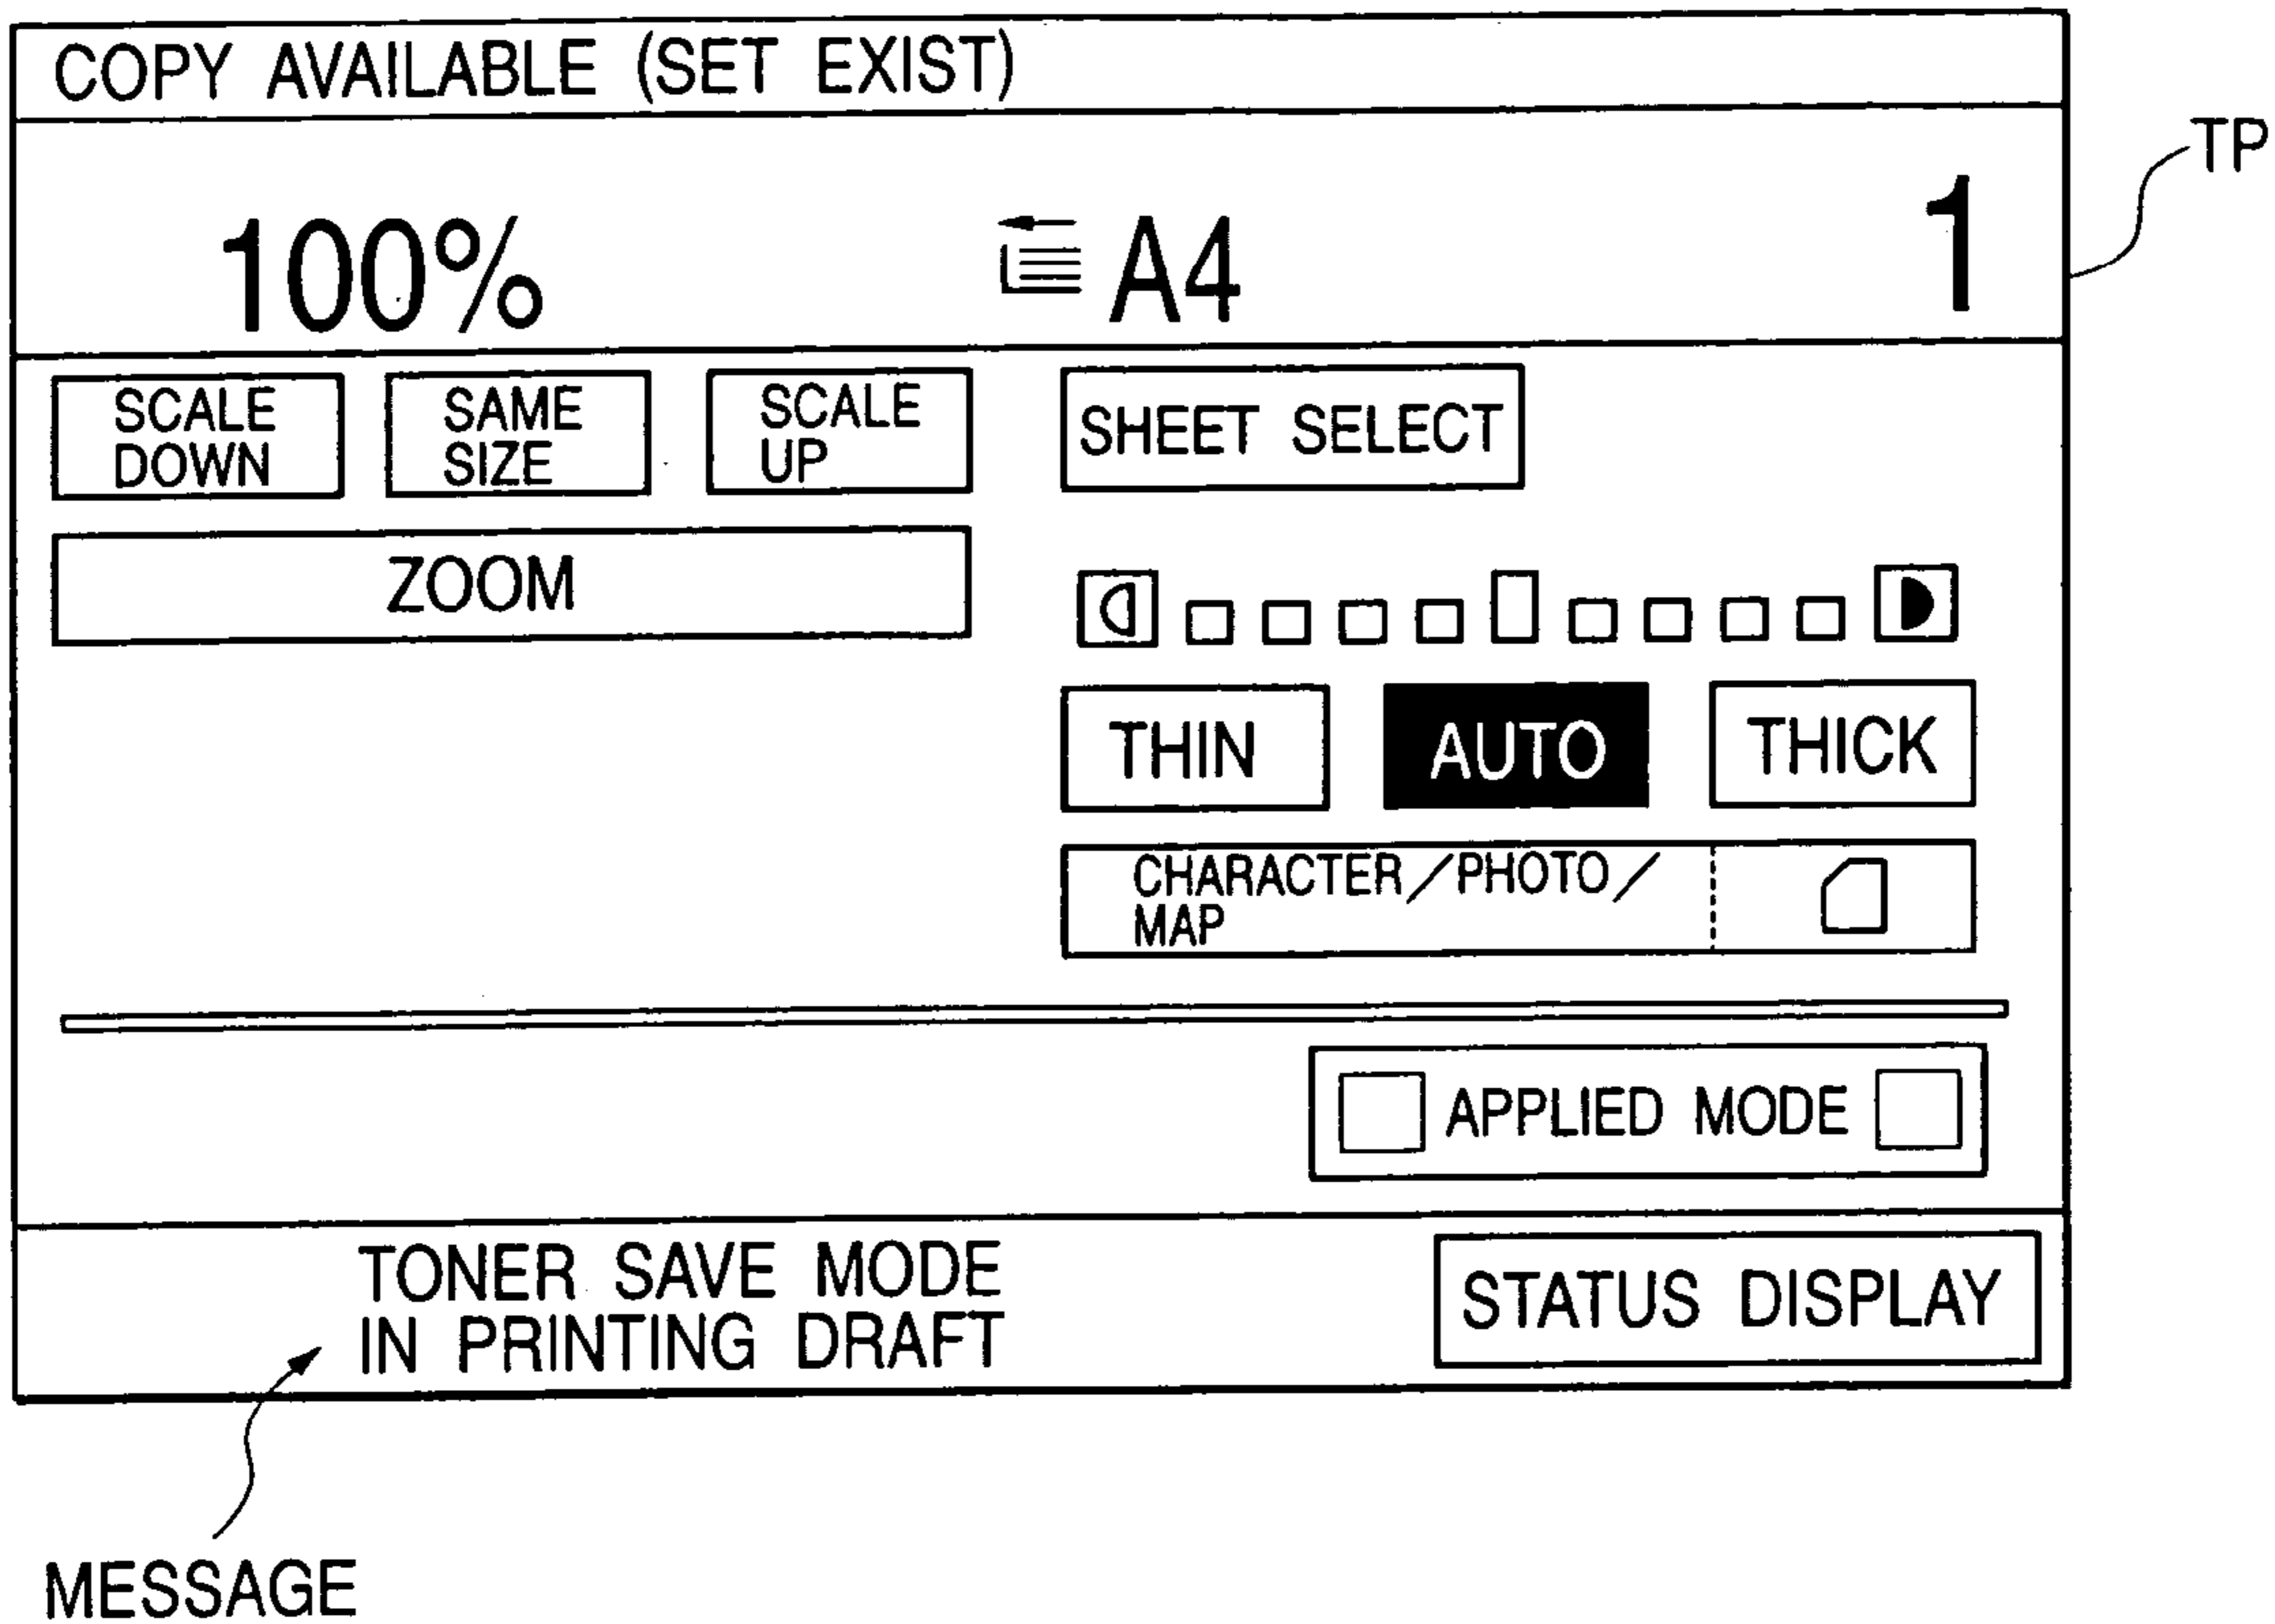 COPY AVAILABLE (SET EXIST)
TP
100%
A4
1
SCALE
DOWN
SAME
SIZE
SCALE
UP
SHEET SELECT
ZOOM
THIN
AUTO
THICK
CHARACTER/PHOTO/
MAP
APPLIED MODE
TONER SAVE MODE
IN PRINTING DRAFT
STATUS DISPLAY
MESSAGE